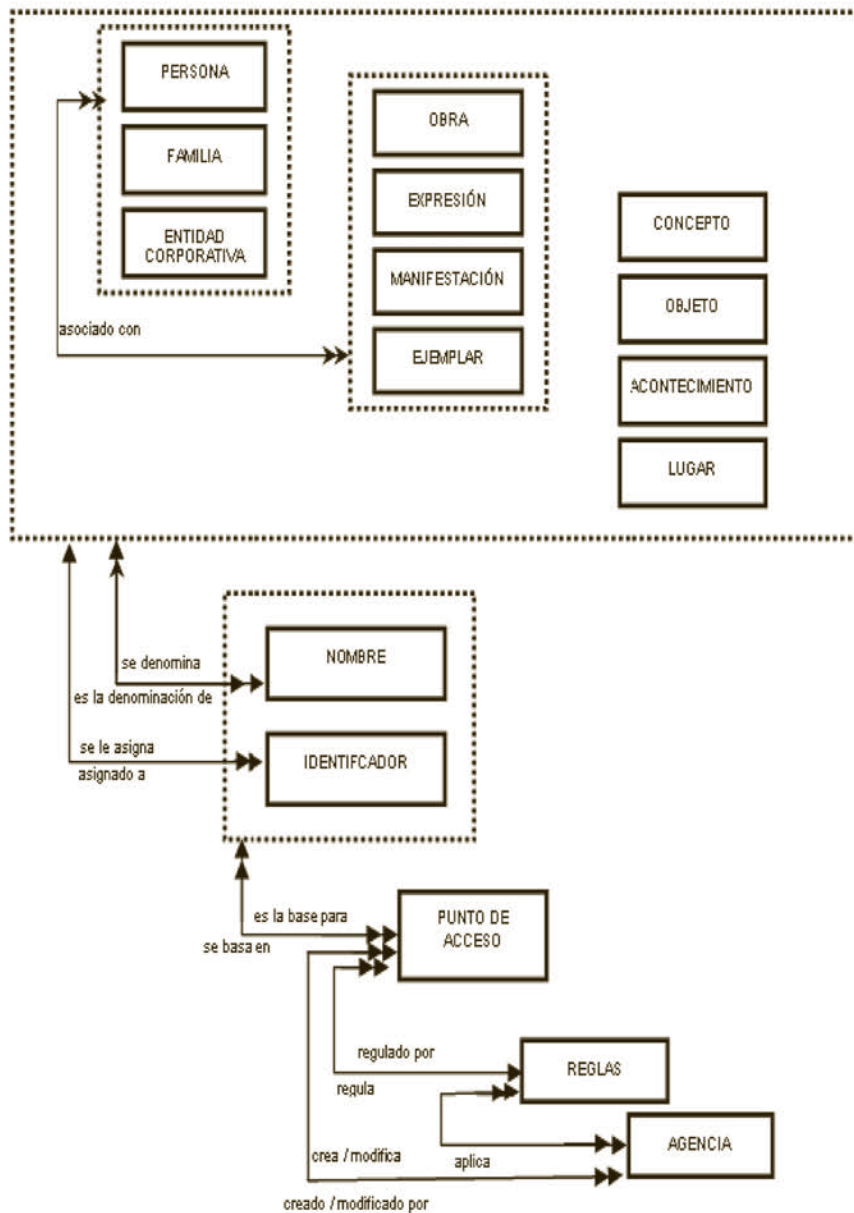 PERSONA
FAMILIA
ENTIDAD
CORPORATIVA
asociado con
OBRA
EXPRESIÓN
MANIFESTACIÓN
EJEMPLAR
CONCEPTO
OBJETO
ACONTECIMIENTO
LUGAR
se denomina
es la denominación de
NOMBRE
se le asigna
asignado a
IDENTIFCADOR
es la base para
se basa en
PUNTO DE
ACCESO
regulado por
regula
REGLAS
crea / modifica
aplica
AGENCIA
creado / modificado por